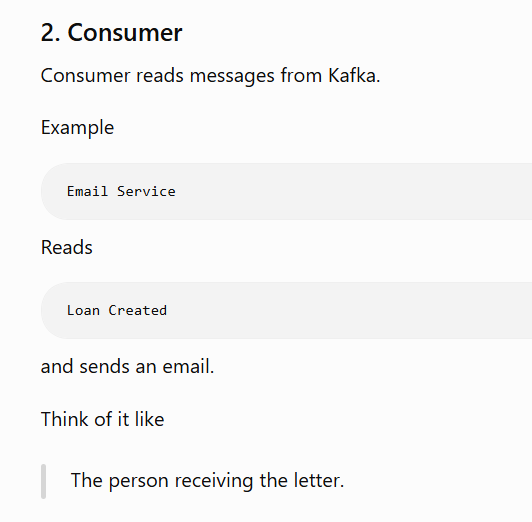 2. Consumer
Consumer reads messages from Kafka.
Example
Email Service
Reads
Loan Created
and sends an email.
Think of it like
The person receiving the letter.